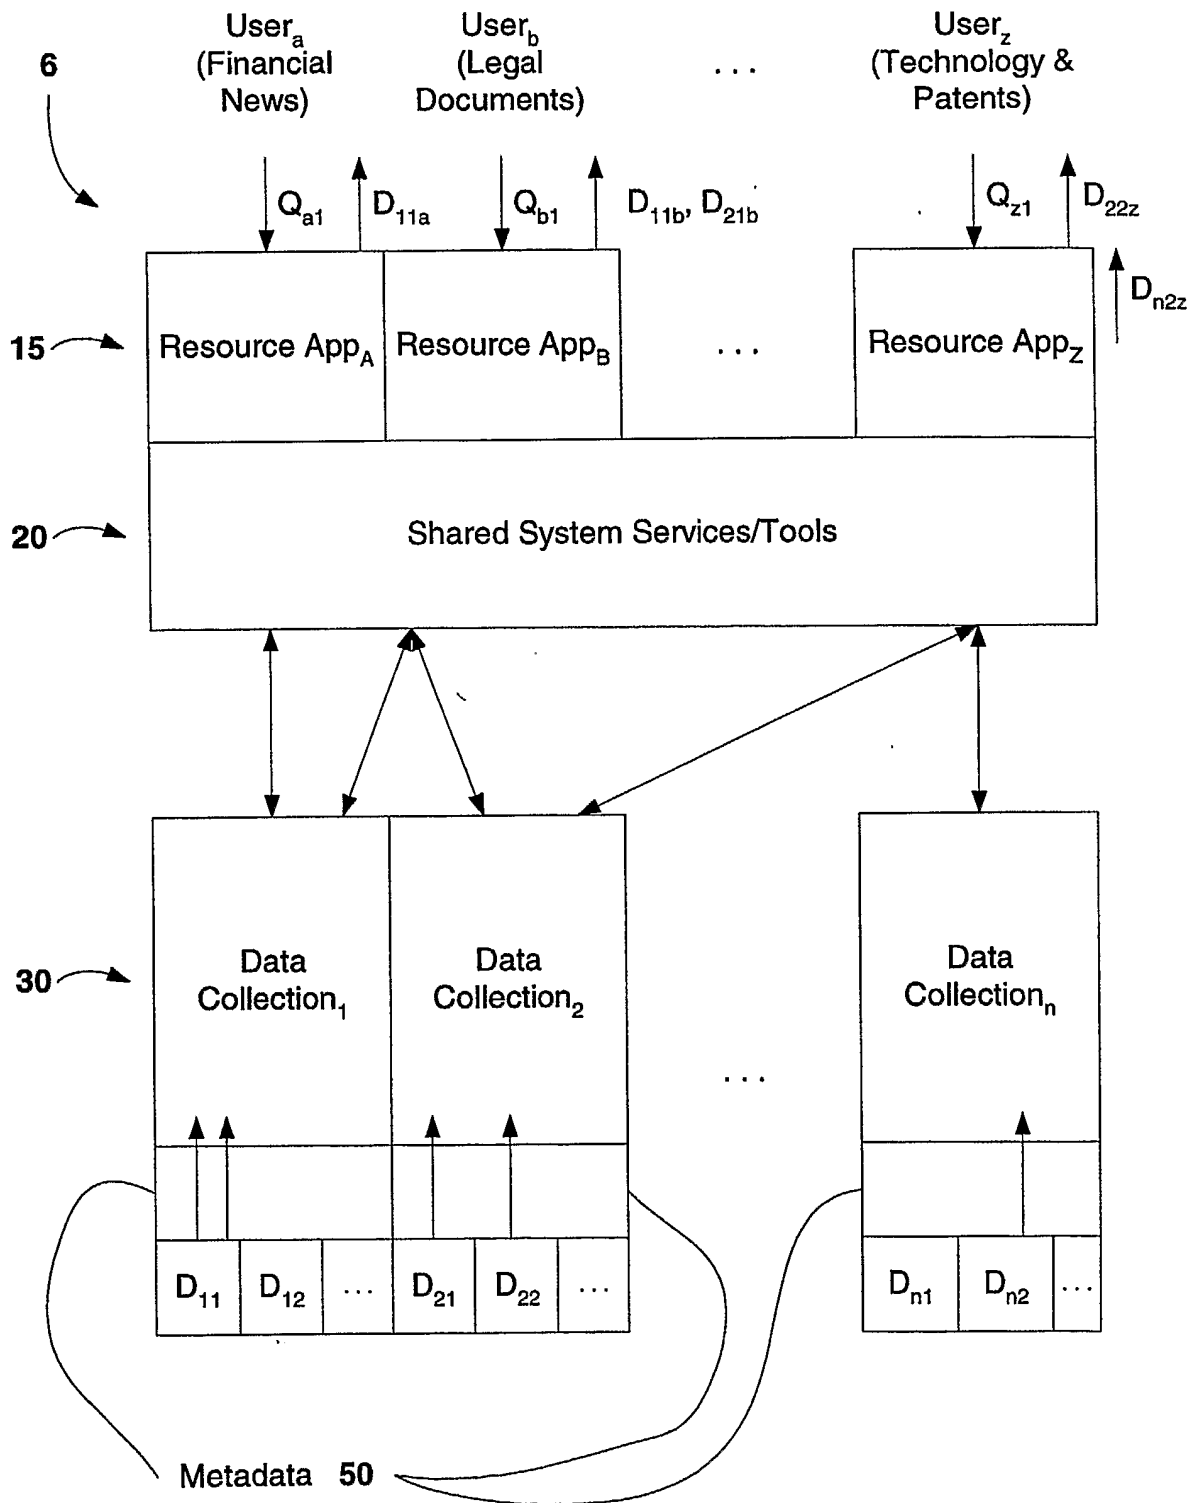 User_a
(Financial
News)
User_b
(Legal
Documents)
. . .
User_z
(Technology &
Patents)
6
Q_a1
D_11a
Q_b1
D_11b, D_21b
Q_z1
D_22z
D_n2z
15
Resource App_A
Resource App_B
. . .
Resource App_Z
20
Shared System Services/Tools
30
Data
Collection_1
Data
Collection_2
Data
Collection_n
. . .
D_11
D_12
...
D_21
D_22
...
D_n1
D_n2
...
Metadata 50